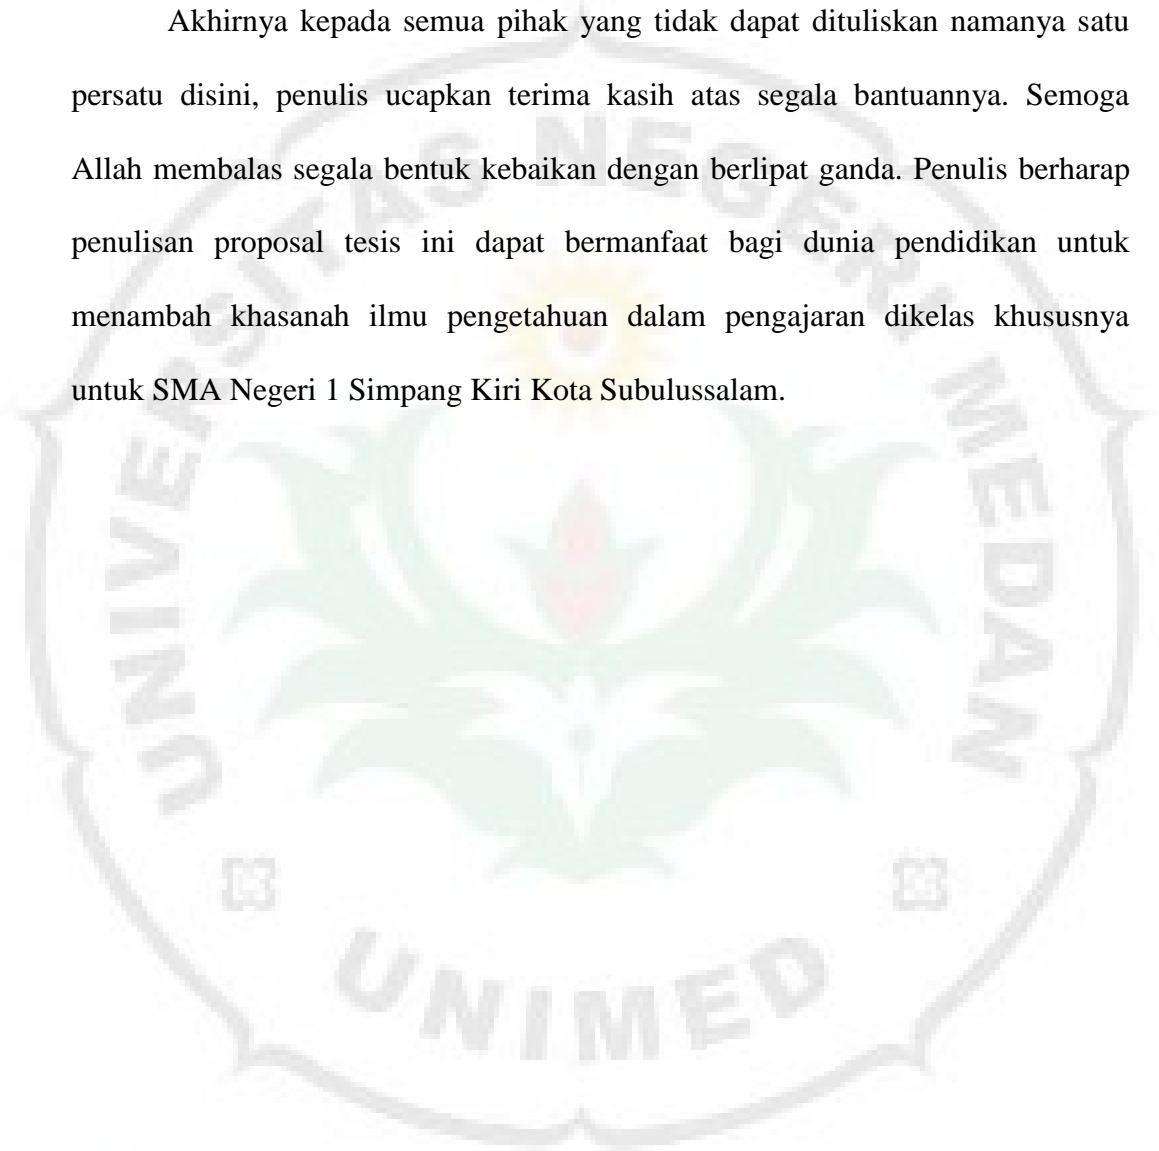 Akhirnya kepada semua pihak yang tidak dapat dituliskan namanya satu
persatu disini, penulis ucapkan terima kasih atas segala bantuannya. Semoga
Allah membalas segala bentuk kebaikan dengan berlipat ganda. Penulis berharap
penulisan proposal tesis ini dapat bermanfaat bagi dunia pendidikan untuk
menambah khasanah ilmu pengetahuan dalam pengajaran dikelas khususnya
untuk SMA Negeri 1 Simpang Kiri Kota Subulussalam.
UNIVERSITAS NEGERI MEDAN
UNIMED